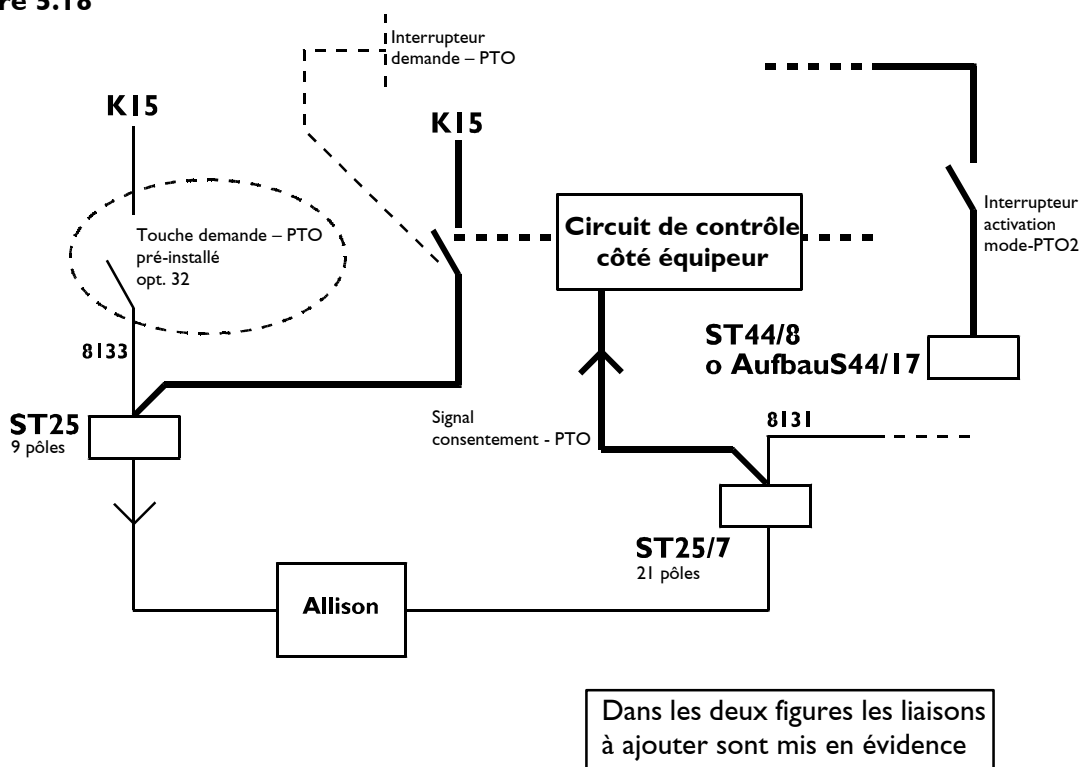 re 5.18
Interrupteur
demande – PTO
K15
K15
Touche demande – PTO
pré-installé
opt. 32
Circuit de contrôle
côté équipeur
Interrupteur
activation
mode-PTO2
ST44/8
o AufbauS44/17
8133
ST25
9 pôles
Signal
consentement - PTO
8131
ST25/7
21 pôles
Allison
Dans les deux figures les liaisons
à ajouter sont mis en évidence